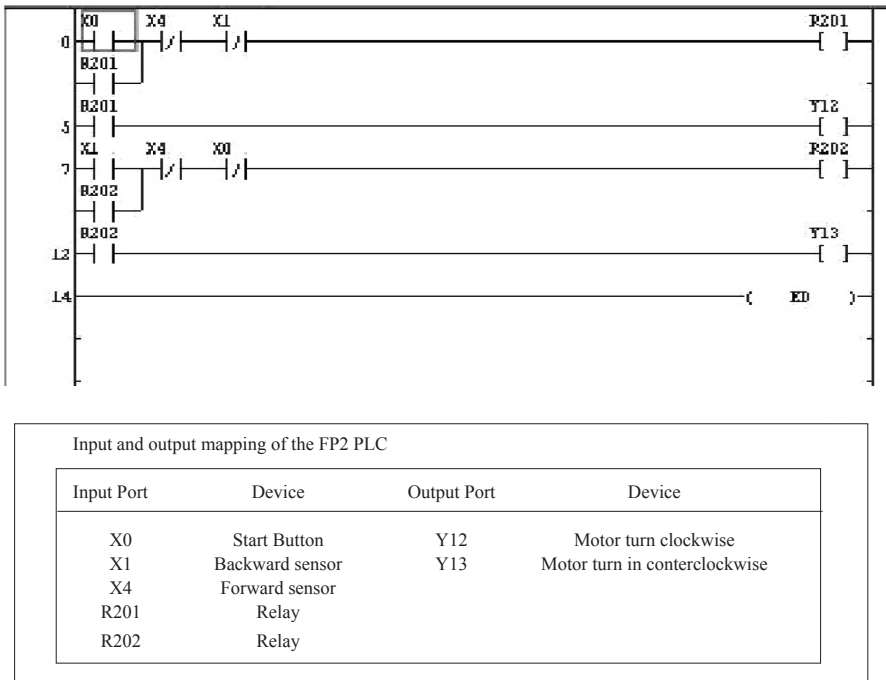 X0 X4 X1 R201
0
R201
R201 Y12
5
X1 X4 X0 R202
7
R202
R202 Y13
12
14 ED
Input and output mapping of the FP2 PLC
Input Port Device Output Port Device
X0 Start Button Y12 Motor turn clockwise
X1 Backward sensor Y13 Motor turn in conterclockwise
X4 Forward sensor
R201 Relay
R202 Relay